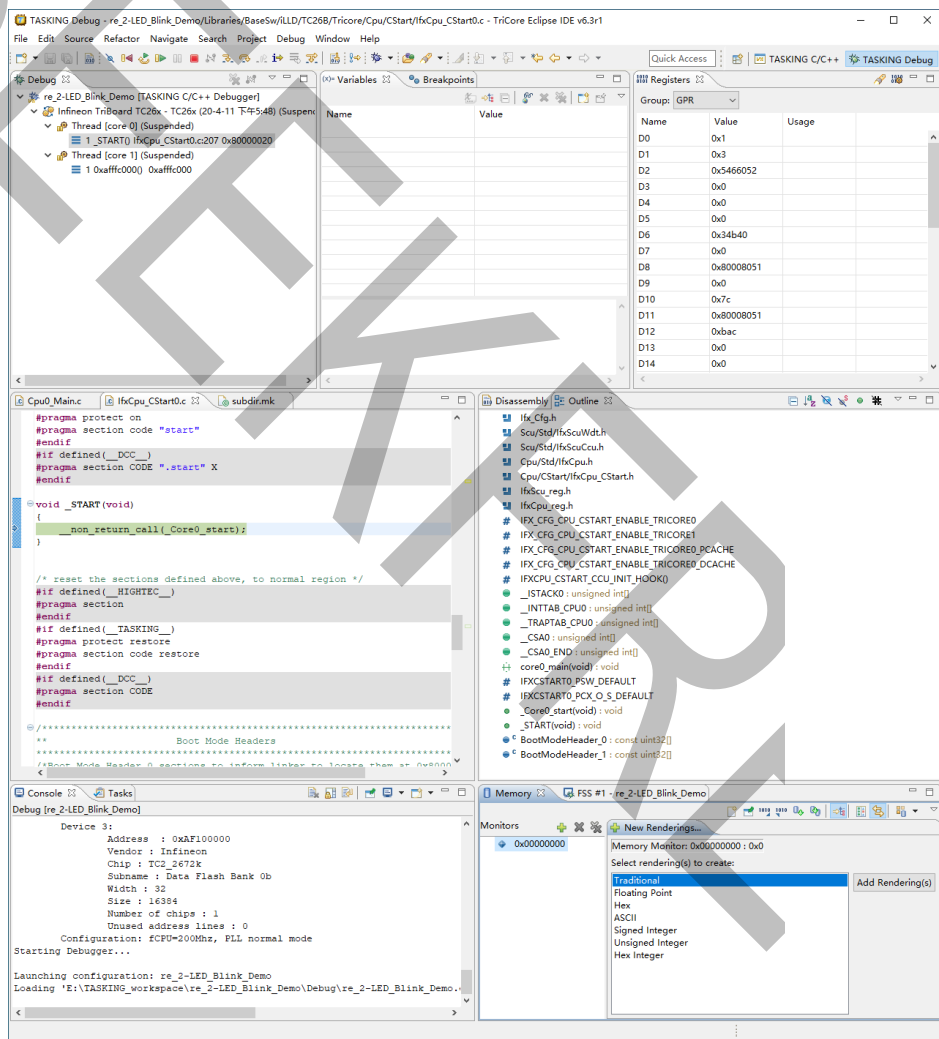 TASKING Debug - re_2-LED_Blink_Demo/Libraries/BaseSw/iLLD/TC26B/Tricore/Cpu/CStart/IfxCpu_CStart0.c - TriCore Eclipse IDE v6.3r1
File Edit Source Refactor Navigate Search Project Debug Window Help
Quick Access
TASKING C/C++
TASKING Debug
Debug
re_2-LED_Blink_Demo [TASKING C/C++ Debugger]
Infineon TriBoard TC26x - TC26x (20-4-11 下午5:48) (Suspend
Thread [core 0] (Suspended)
1 _START() IfxCpu_CStart0.c:207 0x80000020
Thread [core 1] (Suspended)
1 0xafffc000() 0xafffc000
(x)= Variables Breakpoints
Name Value
Registers
Group: GPR
Name Value Usage
D0 0x1
D1 0x3
D2 0x5466052
D3 0x0
D4 0x0
D5 0x0
D6 0x34b40
D7 0x0
D8 0x80008051
D9 0x0
D10 0x7c
D11 0x80008051
D12 0xbac
D13 0x0
D14 0x0
Cpu0_Main.c IfxCpu_CStart0.c subdir.mk
#pragma protect on
#pragma section code "start"
#endif
#if defined(__DCC__)
#pragma section CODE ".start" X
#endif
void _START(void)
{
__non_return_call(_Core0_start);
}
/* reset the sections defined above, to normal region */
#if defined(__HIGHTEC__)
#pragma section
#endif
#if defined(__TASKING__)
#pragma protect restore
#pragma section code restore
#endif
#if defined(__DCC__)
#pragma section CODE
#endif
** Boot Mode Headers
/*Boot Mode Header 0 sections to inform linker to locate them at 0x8000
Disassembly Outline
Ifx_Cfg.h
Scu/Std/IfxScuWdt.h
Scu/Std/IfxScuCcu.h
Cpu/Std/IfxCpu.h
Cpu/CStart/IfxCpu_CStart.h
IfxScu_reg.h
IfxCpu_reg.h
# IFX_CFG_CPU_CSTART_ENABLE_TRICORE0
# IFX_CFG_CPU_CSTART_ENABLE_TRICORE1
# IFX_CFG_CPU_CSTART_ENABLE_TRICORE0_PCACHE
# IFX_CFG_CPU_CSTART_ENABLE_TRICORE0_DCACHE
# IFXCPU_CSTART_CCU_INIT_HOOK()
__ISTACK0 : unsigned int[]
__INTTAB_CPU0 : unsigned int[]
__TRAPTAB_CPU0 : unsigned int[]
__CSA0 : unsigned int[]
__CSA0_END : unsigned int[]
core0_main(void) : void
# IFXCSTART0_PSW_DEFAULT
# IFXCSTART0_PCX_O_S_DEFAULT
_Core0_start(void) : void
_START(void) : void
BootModeHeader_0 : const uint32[]
BootModeHeader_1 : const uint32[]
Console Tasks
Debug [re_2-LED_Blink_Demo]
Device 3:
Address : 0xAF100000
Vendor : Infineon
Chip : TC2_2672k
Subname : Data Flash Bank 0b
Width : 32
Size : 16384
Number of chips : 1
Unused address lines : 0
Configuration: fCPU=200Mhz, PLL normal mode
Starting Debugger...
Launching configuration: re_2-LED_Blink_Demo
Loading 'E:\TASKING_workspace\re_2-LED_Blink_Demo\Debug\re_2-LED_Blink_Demo.
Memory FSS #1 - re_2-LED_Blink_Demo
Monitors
0x00000000
New Renderings...
Memory Monitor: 0x00000000 : 0x0
Select rendering(s) to create:
Traditional
Floating Point
Hex
ASCII
Signed Integer
Unsigned Integer
Hex Integer
Add Rendering(s)